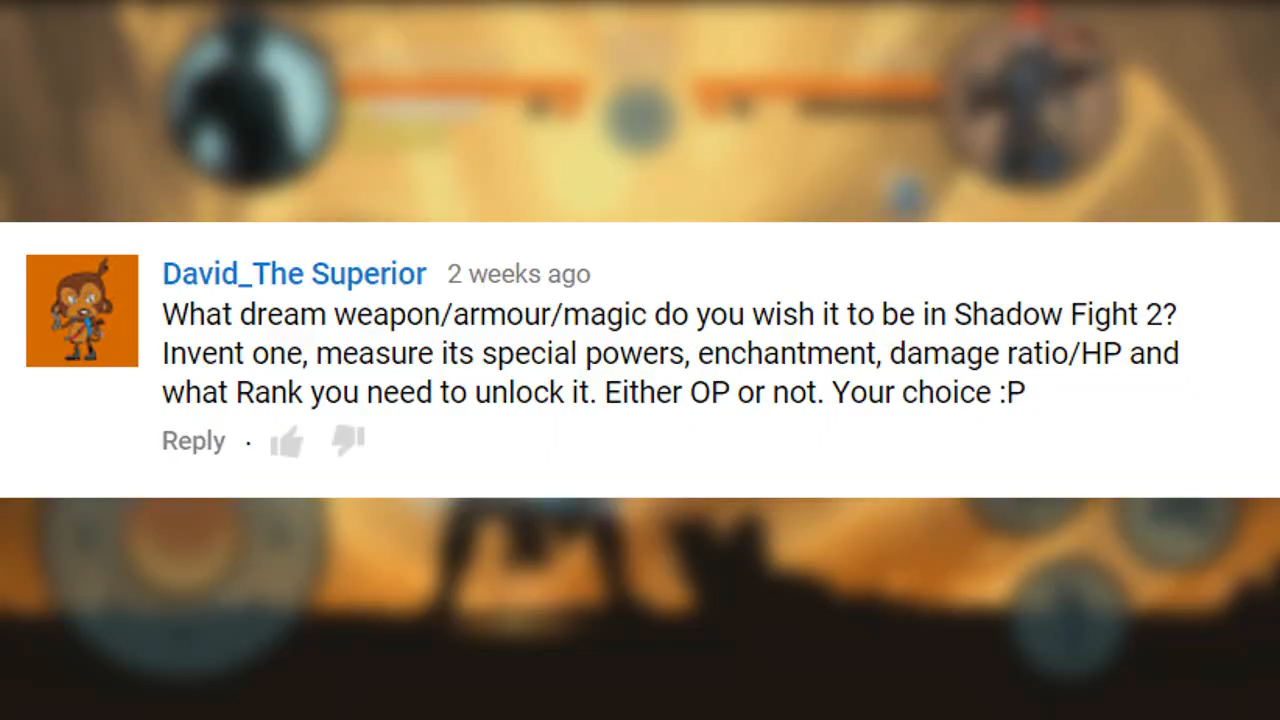 David_The Superior 2 weeks ago
What dream weapon/armour/magic do you wish it to be in Shadow Fight 2?
Invent one, measure its special powers, enchantment, damage ratio/HP and
what Rank you need to unlock it. Either OP or not. Your choice :P
Reply ·